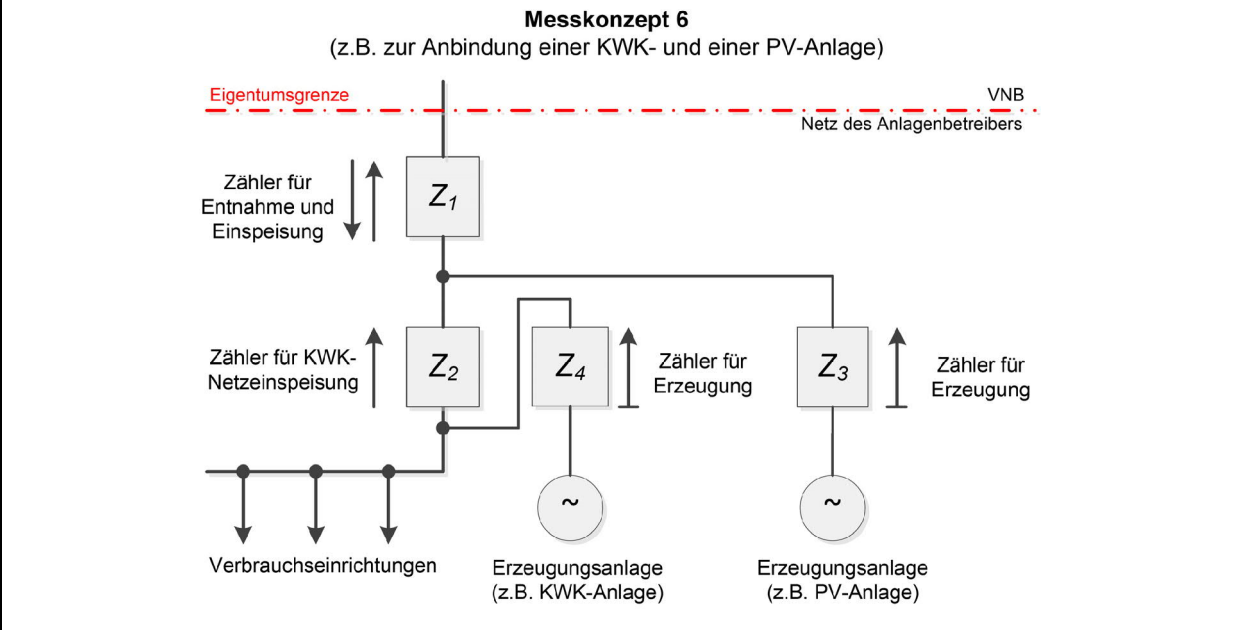 Messkonzept 6
(z.B. zur Anbindung einer KWK- und einer PV-Anlage)
Eigentumsgrenze
VNB
Netz des Anlagenbetreibers
Zähler für
Entnahme und
Einspeisung
Z1
Zähler für KWK-
Netzeinspeisung
Z2
Z4
Zähler für
Erzeugung
Z3
Zähler für
Erzeugung
~
~
Verbrauchseinrichtungen
Erzeugungsanlage
(z.B. KWK-Anlage)
Erzeugungsanlage
(z.B. PV-Anlage)